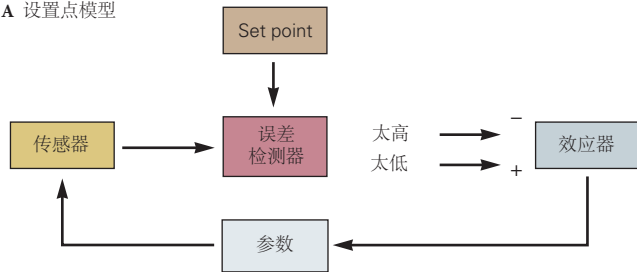 A 设置点模型
Set point
传感器
误差
检测器
太高
太低
−
+
效应器
参数